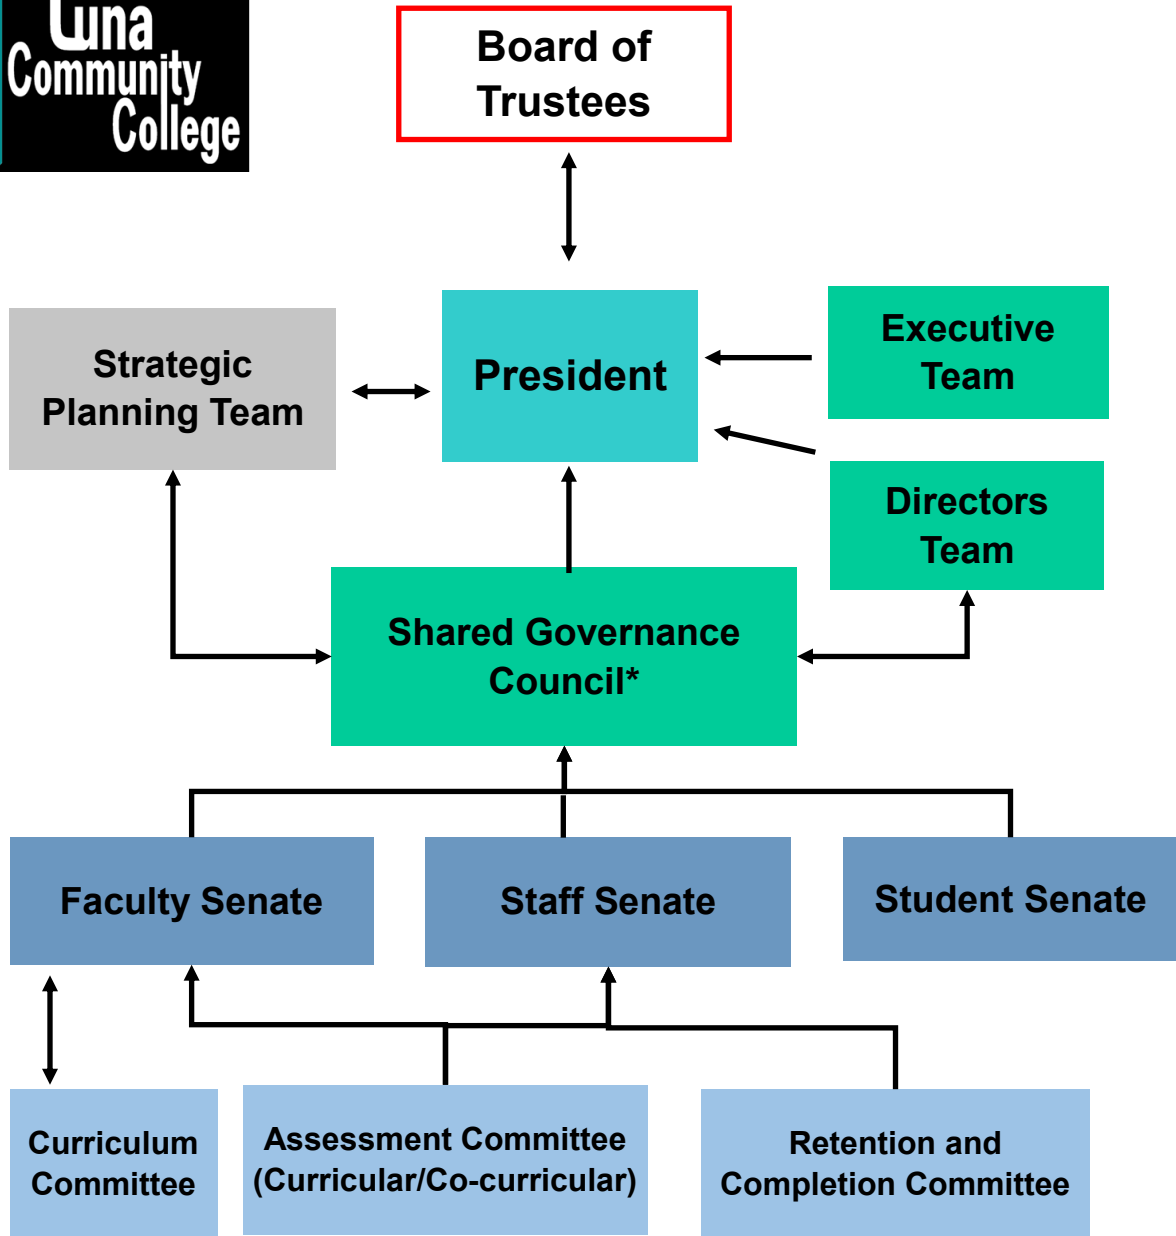 Luna
Community
College
Board of
Trustees
Strategic
Planning Team
President
Executive
Team
Directors
Team
Shared Governance
Council*
Faculty Senate
Staff Senate
Student Senate
Curriculum
Committee
Assessment Committee
(Curricular/Co-curricular)
Retention and
Completion Committee